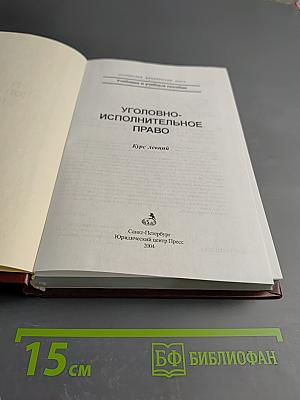 Учебники и учебные пособия
УГОЛОВНО-
ИСПОЛНИТЕЛЬНОЕ
ПРАВО
Курс лекций
Санкт-Петербург
Юридический центр Пресс
2004
15 см
БФ БИБЛИОФАН